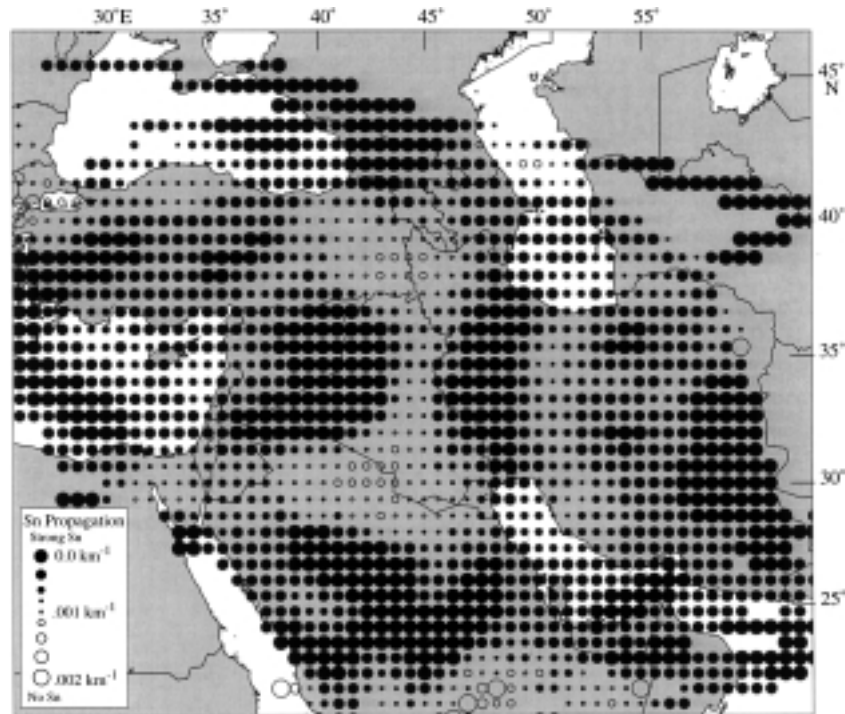 30°E 35° 40° 45° 50° 55°
45°
N
40°
35°
30°
25°
Sn Propagation
Strong Sn
0.0 km⁻¹
.001 km⁻¹
.002 km⁻¹
No Sn